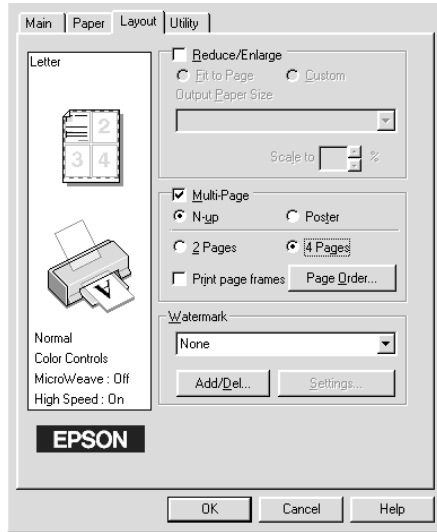 Main Paper Layout Utility
Letter
2
3 4
A
Normal
Color Controls
MicroWeave : Off
High Speed : On
EPSON
Reduce/Enlarge
Fit to Page Custom
Output Paper Size
Scale to %
Multi-Page
N-up Poster
2 Pages 4 Pages
Print page frames Page Order...
Watermark
None
Add/Del... Settings...
OK Cancel Help